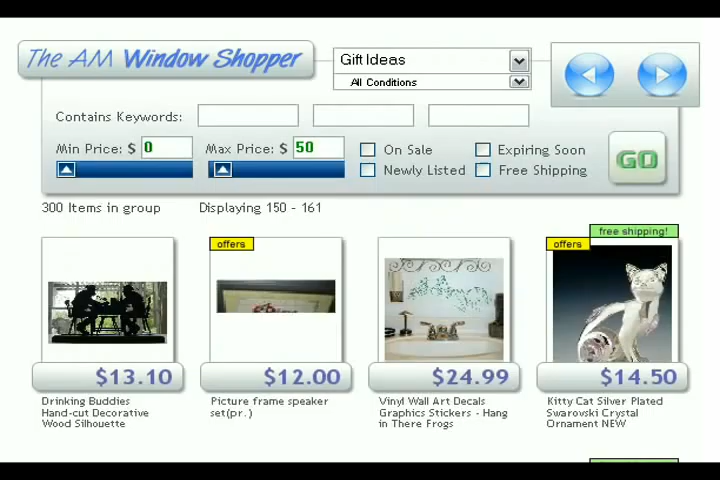 The AM Window Shopper
Gift Ideas
All Conditions
Contains Keywords:
Min Price: $ 0
Max Price: $ 50
On Sale
Expiring Soon
Newly Listed
Free Shipping
GO
300 Items in group
Displaying 150 - 161
free shipping!
offers
offers
$13.10
$12.00
$24.99
$14.50
Drinking Buddies
Hand-cut Decorative
Wood Silhouette
Picture frame speaker
set(pr.)
Vinyl Wall Art Decals
Graphics Stickers - Hang
in There Frogs
Kitty Cat Silver Plated
Swarovski Crystal
Ornament NEW